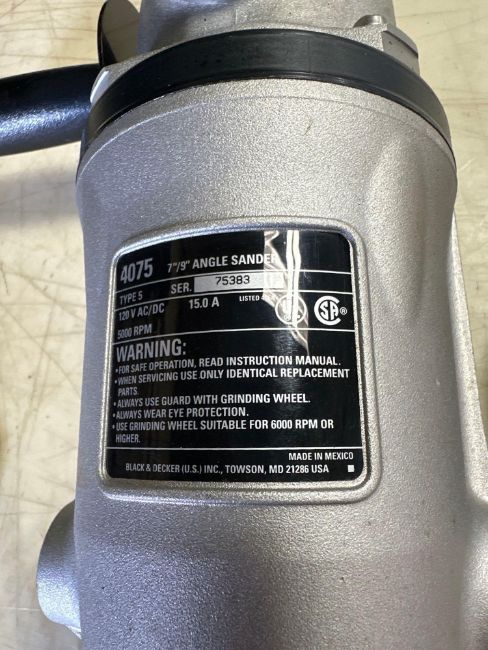 4075 7"/9" ANGLE SANDER
TYPE 5 SER. 75383
120 V AC/DC 15.0 A LISTED
5000 RPM
WARNING:
•FOR SAFE OPERATION, READ INSTRUCTION MANUAL.
•WHEN SERVICING USE ONLY IDENTICAL REPLACEMENT
PARTS.
•ALWAYS USE GUARD WITH GRINDING WHEEL.
•ALWAYS WEAR EYE PROTECTION.
•USE GRINDING WHEEL SUITABLE FOR 6000 RPM OR
HIGHER.
MADE IN MEXICO
BLACK & DECKER (U.S.) INC., TOWSON, MD 21286 USA